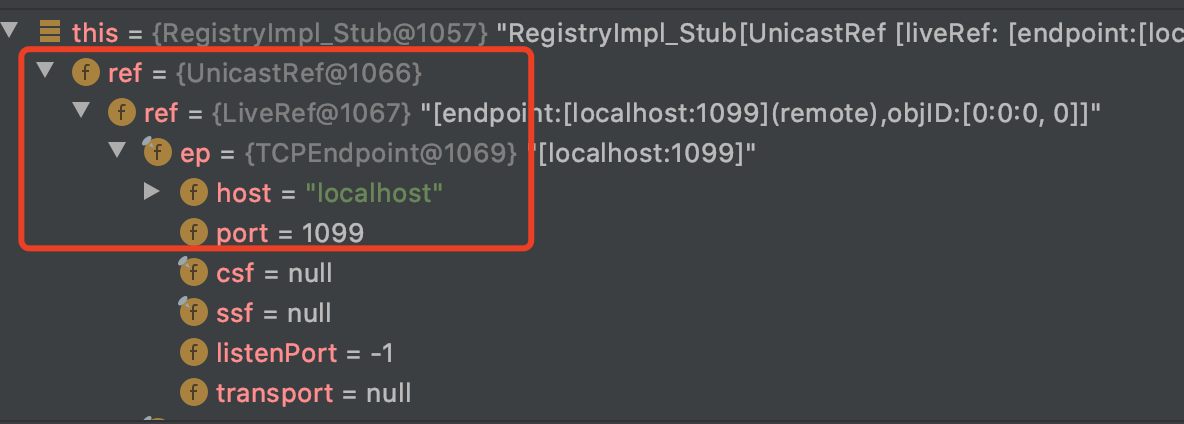 this = {RegistryImpl_Stub@1057} "RegistryImpl_Stub[UnicastRef [liveRef: [endpoint:[loc
f ref = {UnicastRef@1066}
f ref = {LiveRef@1067} "[endpoint:[localhost:1099](remote),objID:[0:0:0, 0]]"
f ep = {TCPEndpoint@1069} "[localhost:1099]"
f host = "localhost"
f port = 1099
f csf = null
f ssf = null
f listenPort = -1
f transport = null